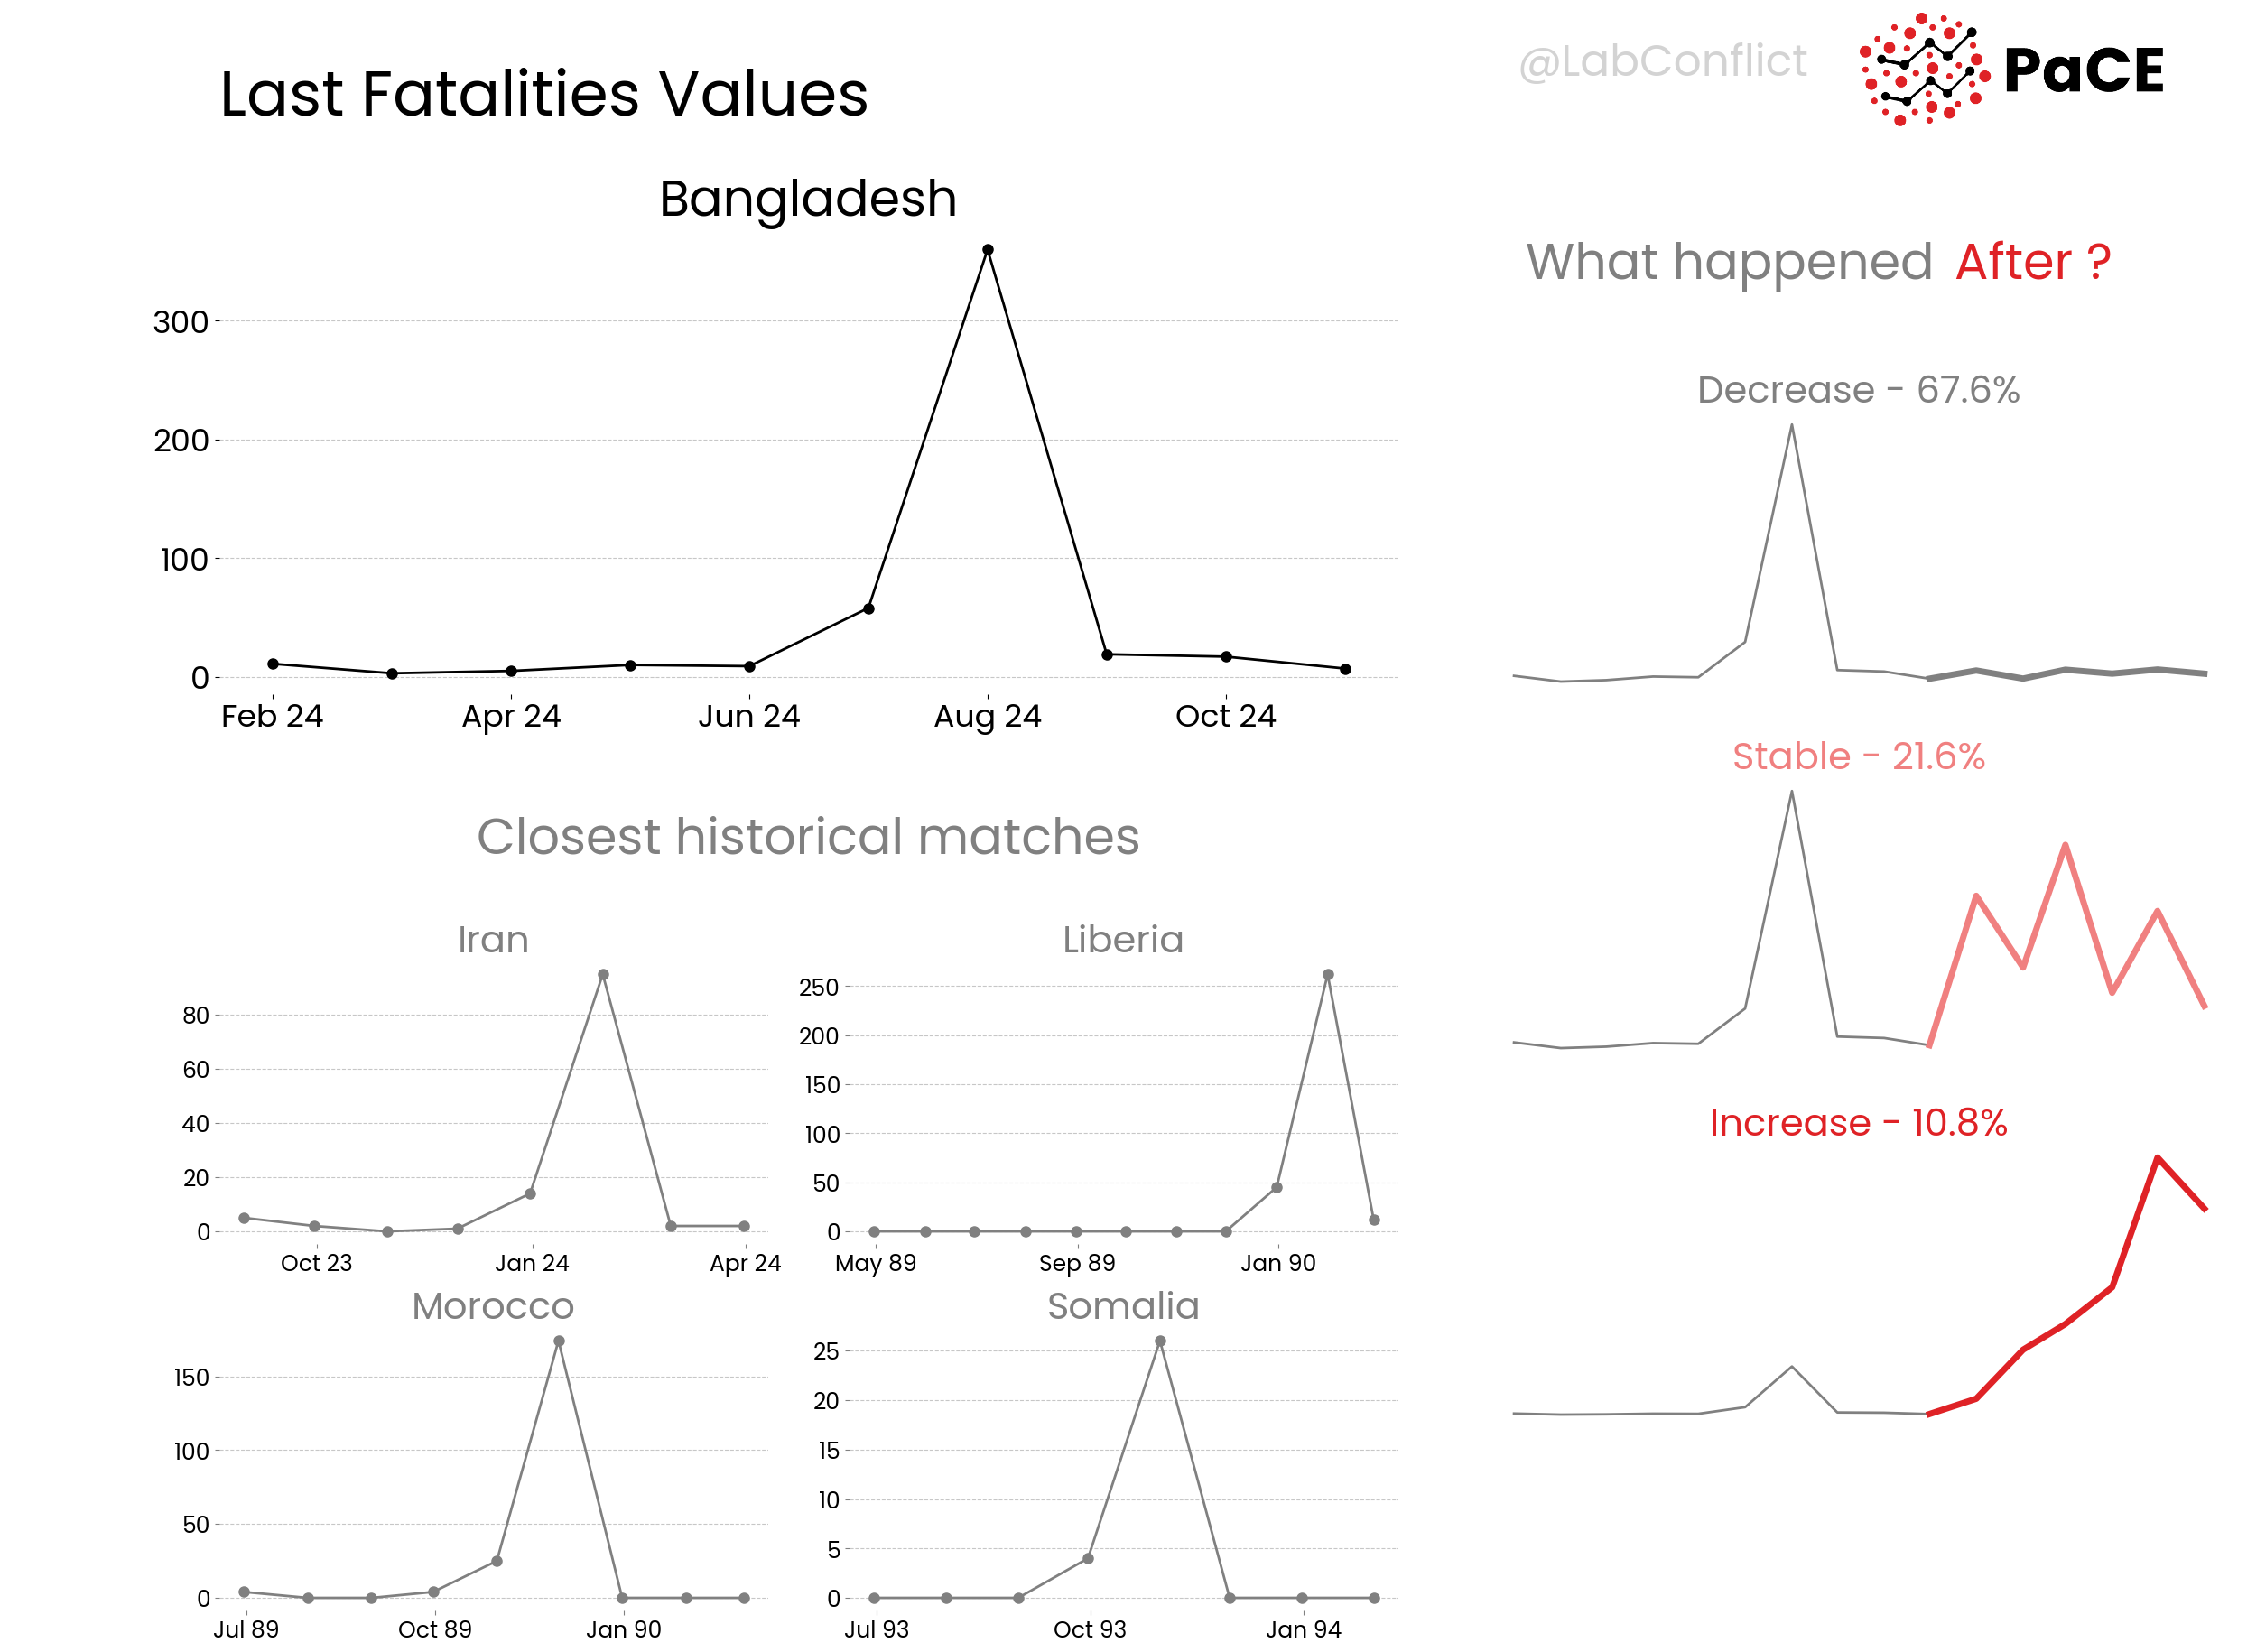 @LabConflict
PaCE
Last Fatalities Values
Bangladesh
300
200
100
0
Feb 24 Apr 24 Jun 24 Aug 24 Oct 24
Closest historical matches
Iran
80
60
40
20
0
Oct 23 Jan 24 Apr 24
Liberia
250
200
150
100
50
0
May 89 Sep 89 Jan 90
Morocco
150
100
50
0
Jul 89 Oct 89 Jan 90
Somalia
25
20
15
10
5
0
Jul 93 Oct 93 Jan 94
What happened After ?
Decrease - 67.6%
Stable - 21.6%
Increase - 10.8%